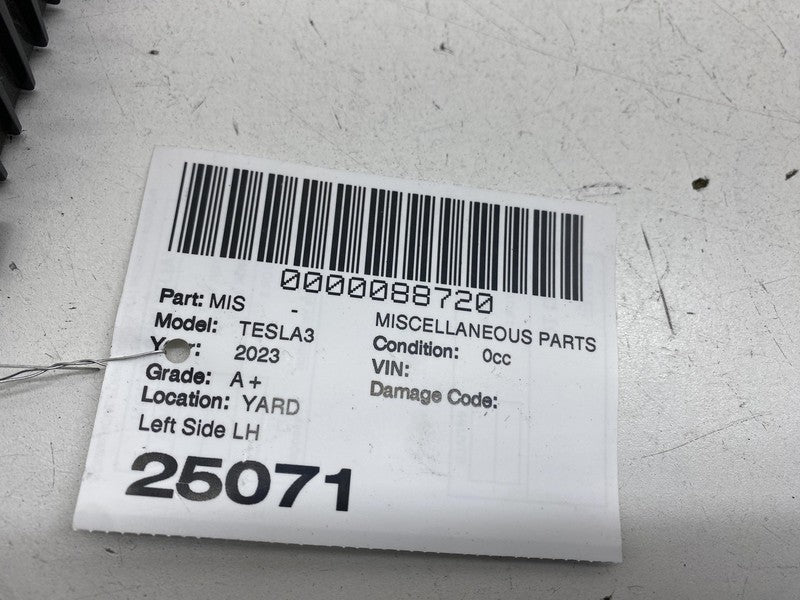 0000088720
Part: MIS -
MISCELLANEOUS PARTS
Model: TESLA3
Condition: 0cc
Year: 2023
VIN:
Grade: A+
Damage Code:
Location: YARD
Left Side LH
25071